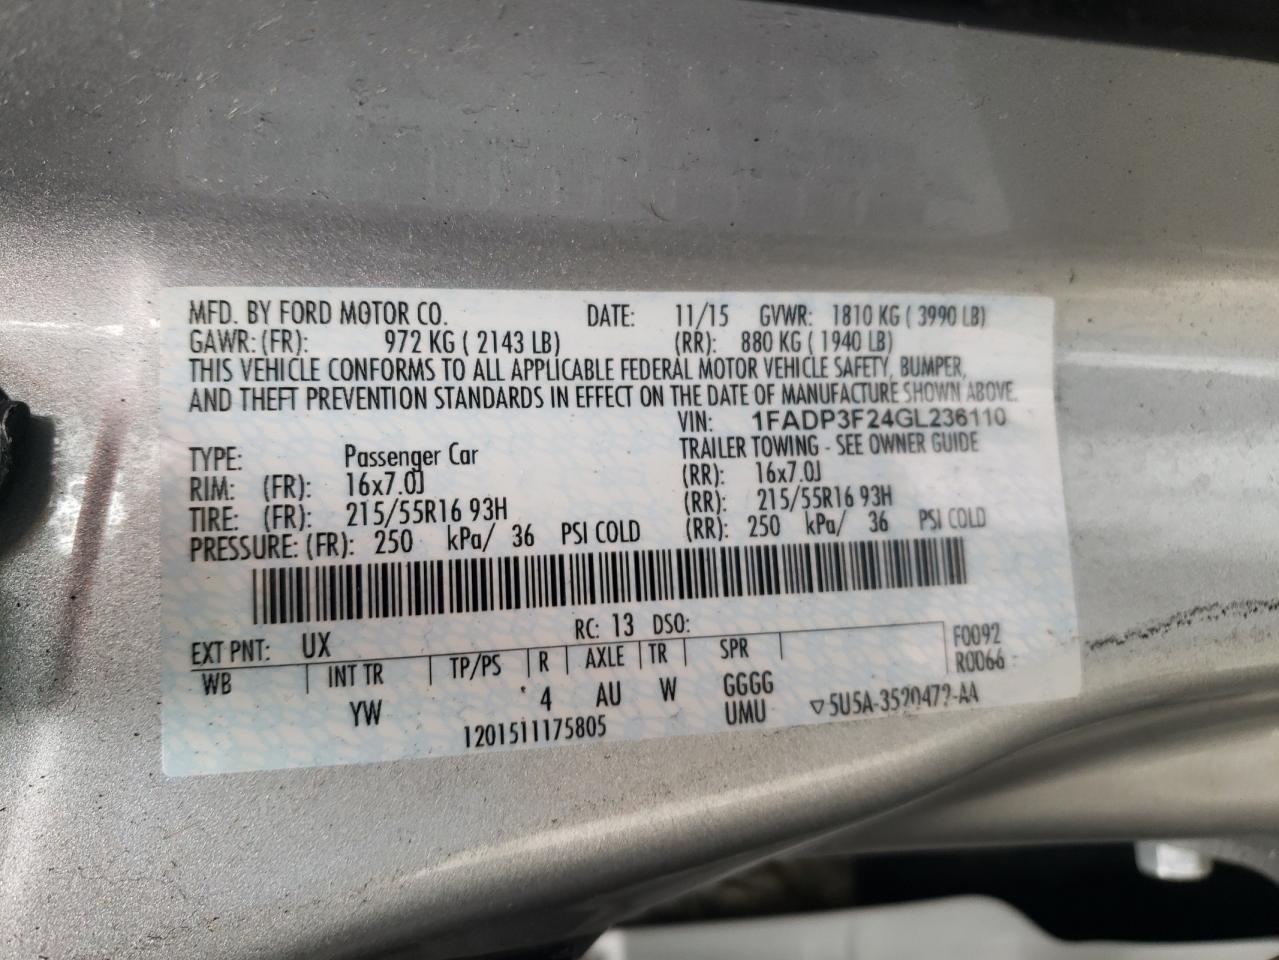 MFD. BY FORD MOTOR CO. DATE: 11/15 GVWR: 1810 KG ( 3990 LB)
GAWR: (FR): 972 KG ( 2143 LB) (RR): 880 KG ( 1940 LB)
THIS VEHICLE CONFORMS TO ALL APPLICABLE FEDERAL MOTOR VEHICLE SAFETY, BUMPER,
AND THEFT PREVENTION STANDARDS IN EFFECT ON THE DATE OF MANUFACTURE SHOWN ABOVE.
VIN: 1FADP3F24GL236110
TRAILER TOWING - SEE OWNER GUIDE
TYPE: Passenger Car
RIM: (FR): 16x7.0J (RR): 16x7.0J
TIRE: (FR): 215/55R16 93H (RR): 215/55R16 93H
PRESSURE: (FR): 250 kPa/ 36 PSI COLD (RR): 250 kPa/ 36 PSI COLD
RC: 13 DSO:
EXT PNT: UX F0092
WB INT TR TP/PS R AXLE TR SPR R0066
YW 4 AU W GGGG
UMU ▽5U5A-3520472-AA
1201511175805